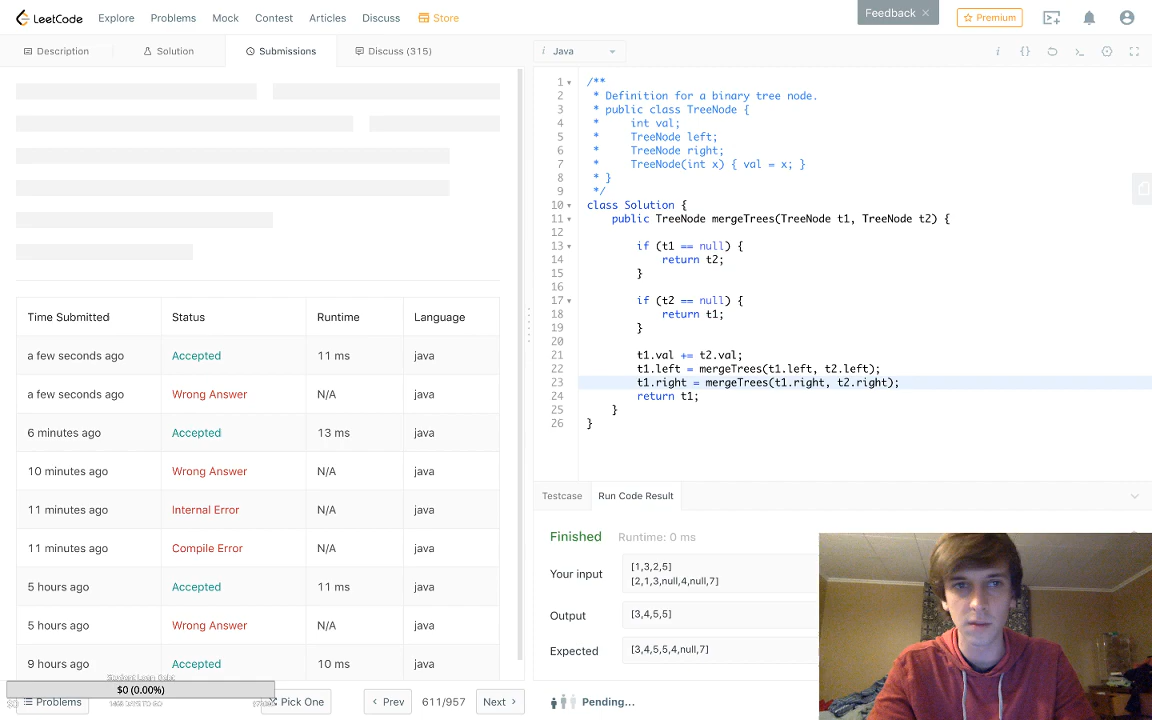 LeetCode Explore Problems Mock Contest Articles Discuss Store Feedback × Premium
Description Solution Submissions Discuss (315) i Java
Time Submitted Status Runtime Language
a few seconds ago Accepted 11 ms java
a few seconds ago Wrong Answer N/A java
6 minutes ago Accepted 13 ms java
10 minutes ago Wrong Answer N/A java
11 minutes ago Internal Error N/A java
11 minutes ago Compile Error N/A java
5 hours ago Accepted 11 ms java
5 hours ago Wrong Answer N/A java
9 hours ago Accepted 10 ms java
Student Loan Debt
$0 (0.00%)
Problems Pick One < Prev 611/957 Next >
1 /**
2 * Definition for a binary tree node.
3 * public class TreeNode {
4 * int val;
5 * TreeNode left;
6 * TreeNode right;
7 * TreeNode(int x) { val = x; }
8 * }
9 */
10 class Solution {
11 public TreeNode mergeTrees(TreeNode t1, TreeNode t2) {
12
13 if (t1 == null) {
14 return t2;
15 }
16
17 if (t2 == null) {
18 return t1;
19 }
20
21 t1.val += t2.val;
22 t1.left = mergeTrees(t1.left, t2.left);
23 t1.right = mergeTrees(t1.right, t2.right);
24 return t1;
25 }
26 }
Testcase Run Code Result
Finished Runtime: 0 ms
Your input
[1,3,2,5]
[2,1,3,null,4,null,7]
Output [3,4,5,5]
Expected [3,4,5,5,4,null,7]
Pending...